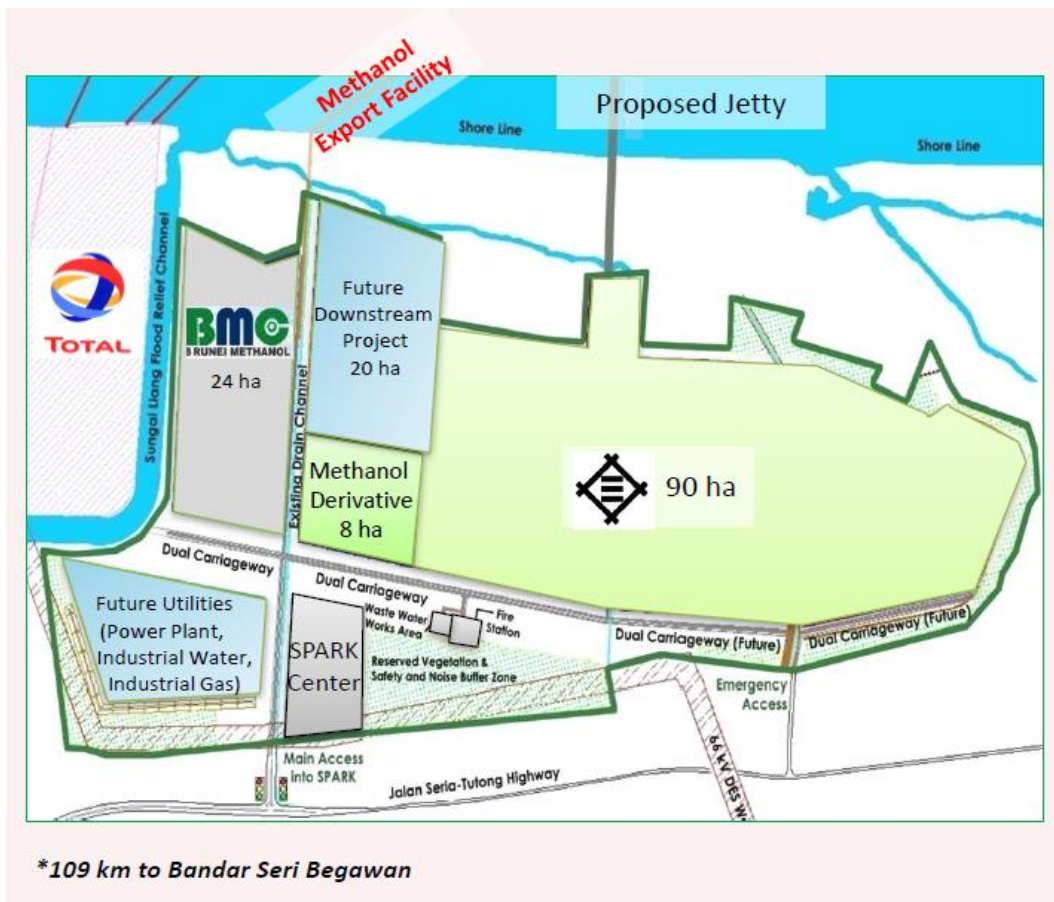 Methanol
Export Facility
Proposed Jetty
Shore Line
Shore Line
Sungai Liang Flood Relief Channel
TOTAL
BMC
BRUNEI METHANOL
24 ha
Existing Drain Channel
Future
Downstream
Project
20 ha
Methanol
Derivative
8 ha
90 ha
Dual Carriageway
Dual Carriageway
Waste Water
Works Area
Fire
Station
Dual Carriageway (Future)
Dual Carriageway (Future)
Future Utilities
(Power Plant,
Industrial Water,
Industrial Gas)
SPARK
Center
Reserved Vegetation &
Safety and Noise Buffer Zone
Emergency
Access
Main Access
into SPARK
Jalan Seria-Tutong Highway
66 kV DES
*109 km to Bandar Seri Begawan